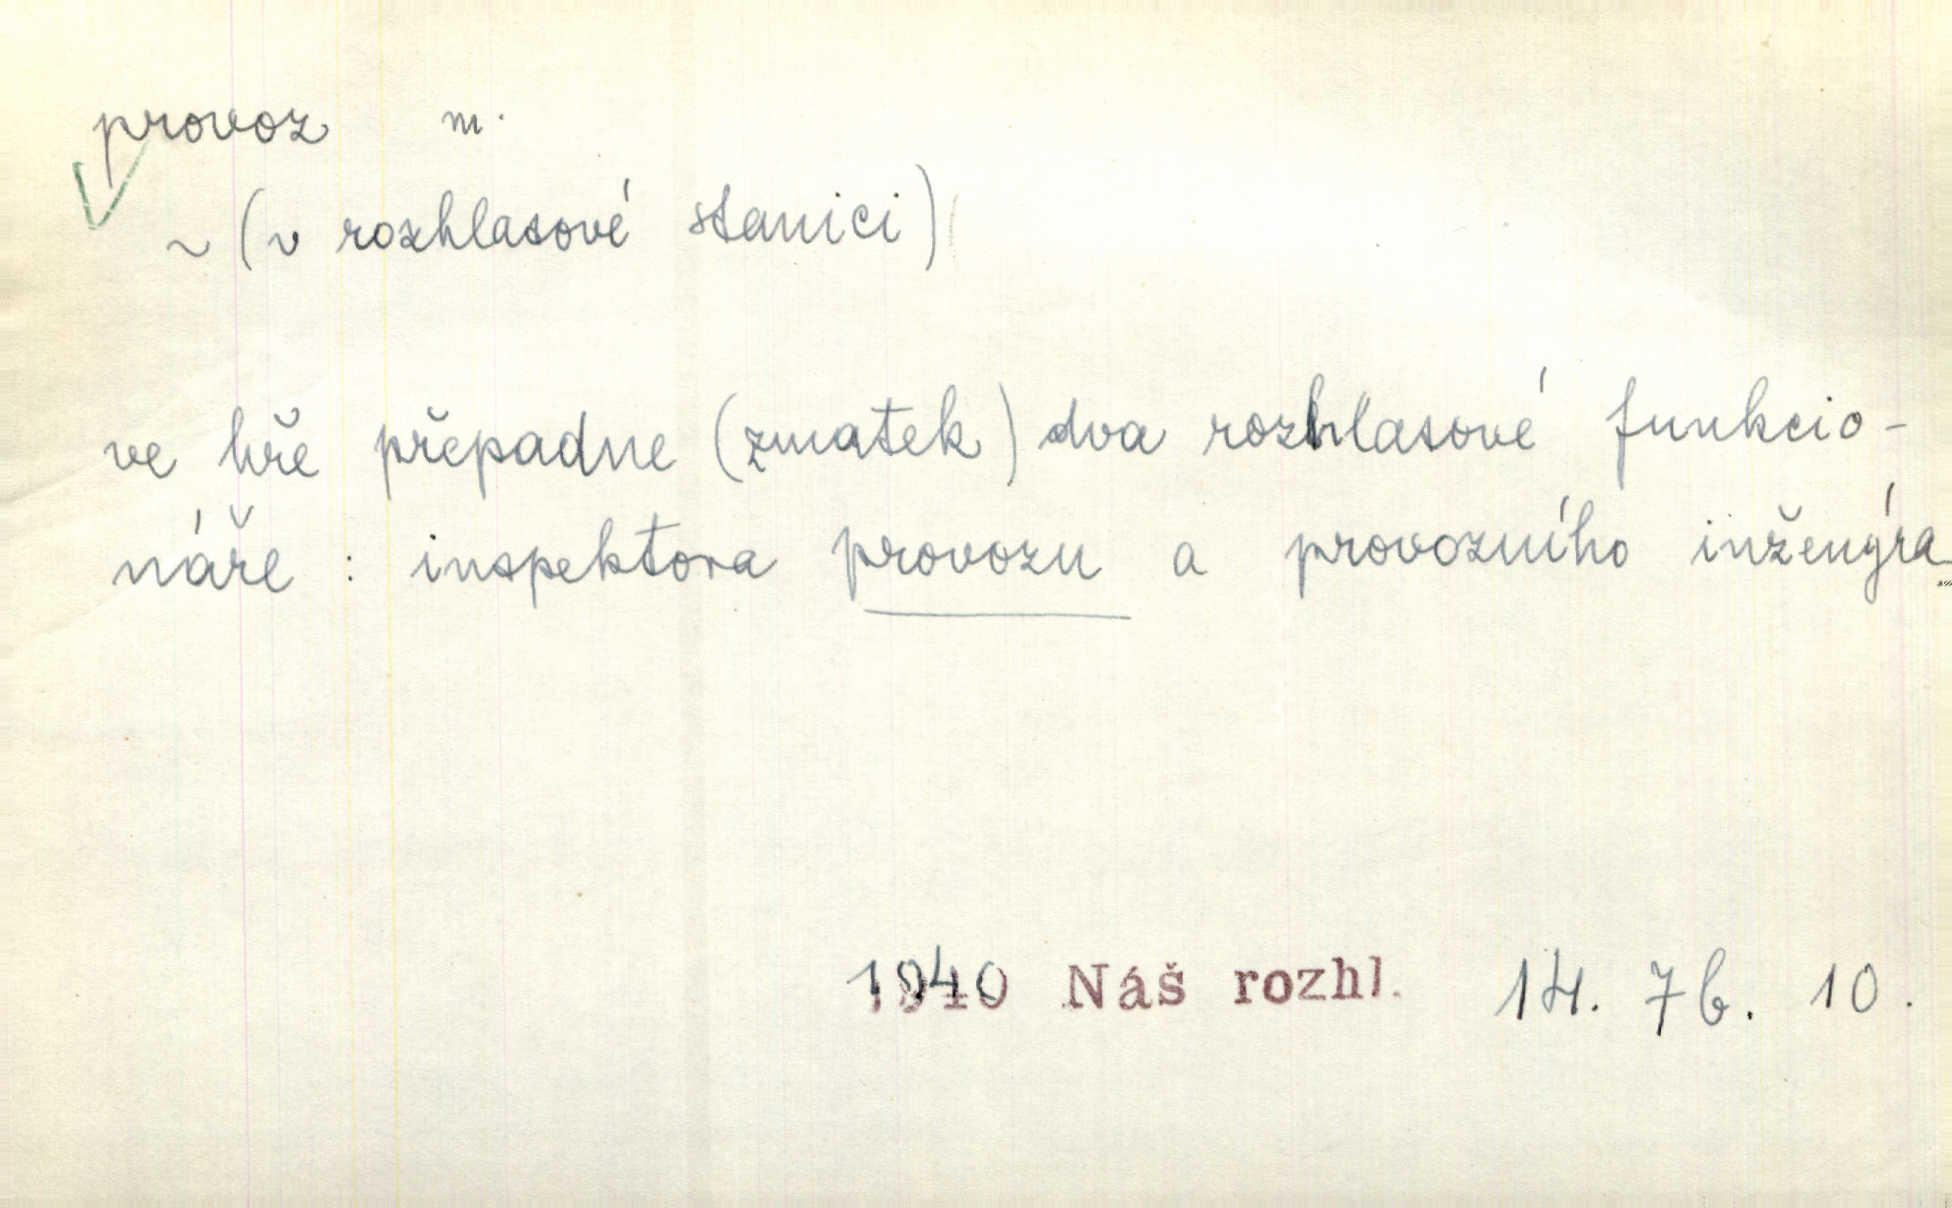 provoz m.
~ (v rozhlasové stanici)
ve hře přepadne (zmatek) dva rozhlasové funkcio-
náře : inspektora provozu a provozního inženýra
1940 Náš rozhl. 14. 7b. 10.